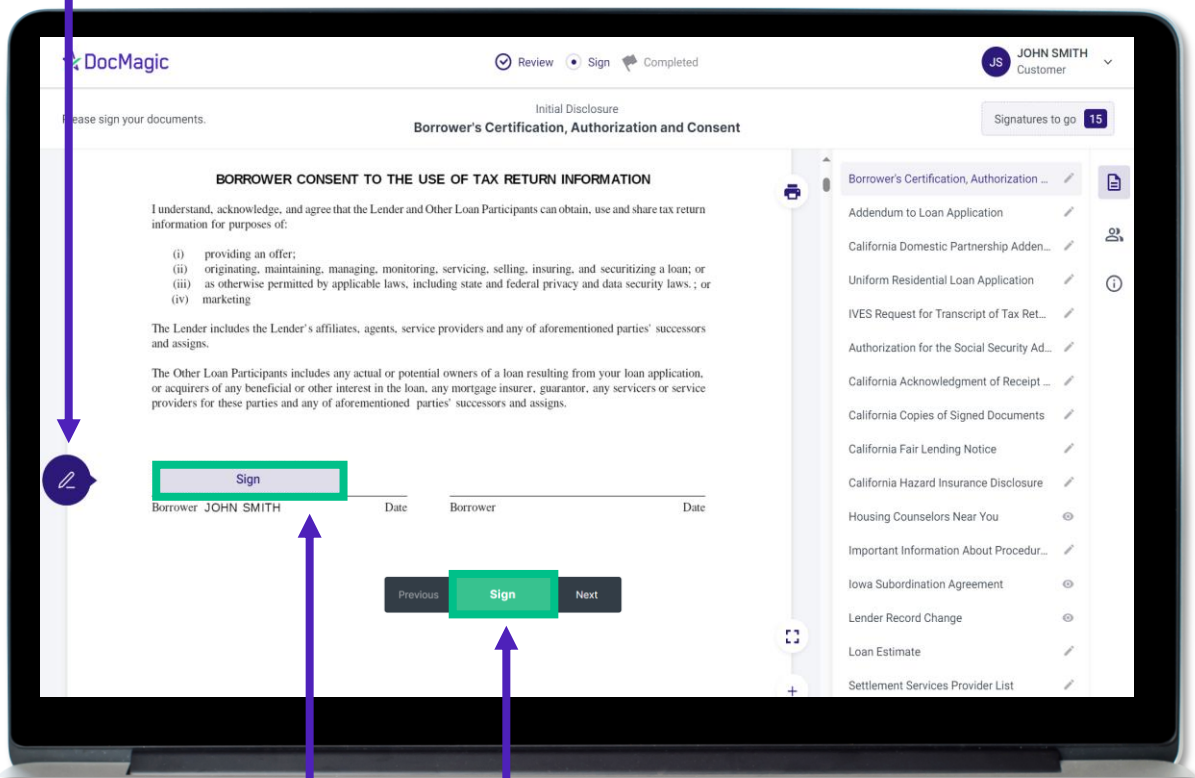 DocMagic
Review Sign Completed
JS
JOHN SMITH
Customer
Please sign your documents.
Initial Disclosure
Borrower's Certification, Authorization and Consent
Signatures to go 15
BORROWER CONSENT TO THE USE OF TAX RETURN INFORMATION
I understand, acknowledge, and agree that the Lender and Other Loan Participants can obtain, use and share tax return
information for purposes of:
(i) providing an offer;
(ii) originating, maintaining, managing, monitoring, servicing, selling, insuring, and securitizing a loan; or
(iii) as otherwise permitted by applicable laws, including state and federal privacy and data security laws. ; or
(iv) marketing
The Lender includes the Lender's affiliates, agents, service providers and any of aforementioned parties' successors
and assigns.
The Other Loan Participants includes any actual or potential owners of a loan resulting from your loan application,
or acquirers of any beneficial or other interest in the loan, any mortgage insurer, guarantor, any servicers or service
providers for these parties and any of aforementioned parties' successors and assigns.
Sign
Borrower JOHN SMITH Date Borrower Date
Previous Sign Next
Borrower's Certification, Authorization ...
Addendum to Loan Application
California Domestic Partnership Adden...
Uniform Residential Loan Application
IVES Request for Transcript of Tax Ret...
Authorization for the Social Security Ad...
California Acknowledgment of Receipt ...
California Copies of Signed Documents
California Fair Lending Notice
California Hazard Insurance Disclosure
Housing Counselors Near You
Important Information About Procedur...
Iowa Subordination Agreement
Lender Record Change
Loan Estimate
Settlement Services Provider List